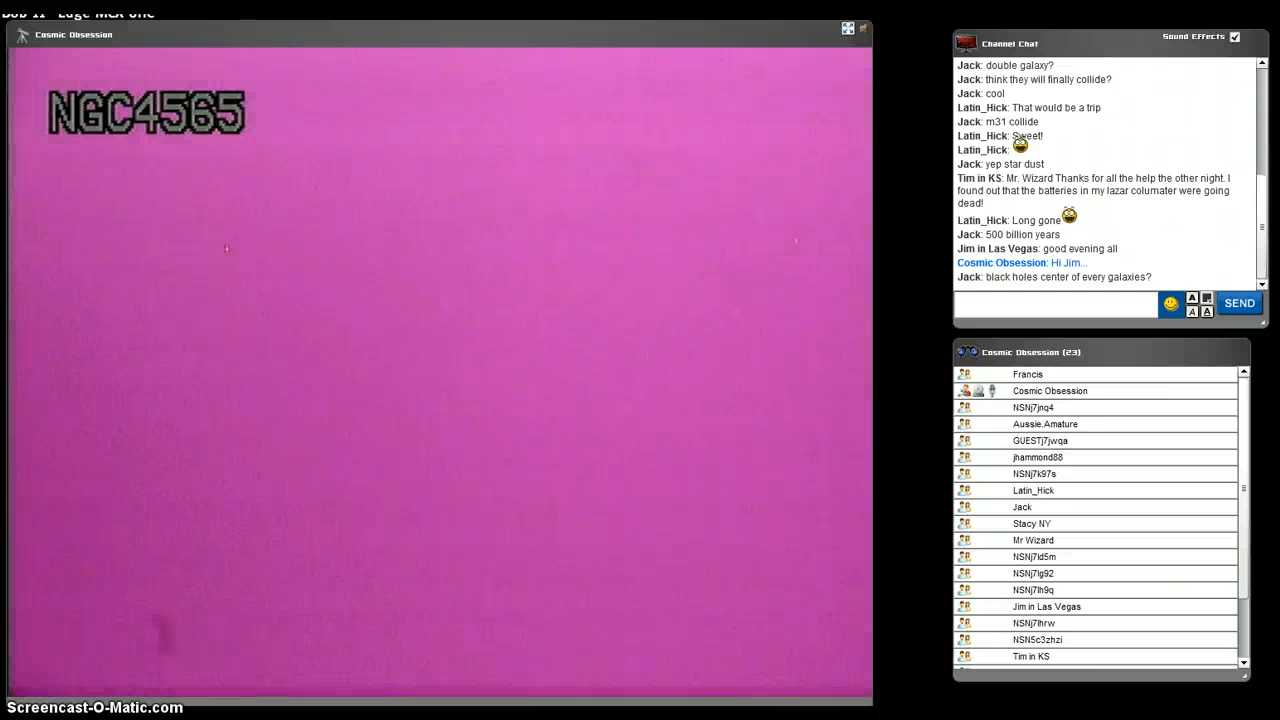 Cosmic Obsession
NGC4565
Channel Chat
Sound Effects
Jack: double galaxy?
Jack: think they will finally collide?
Jack: cool
Latin_Hick: That would be a trip
Jack: m31 collide
Latin_Hick: Sweet!
Latin_Hick:
Jack: yep star dust
Tim in KS: Mr. Wizard Thanks for all the help the other night. I
found out that the batteries in my lazar columater were going
dead!
Latin_Hick: Long gone
Jack: 500 billion years
Jim in Las Vegas: good evening all
Cosmic Obsession: Hi Jim...
Jack: black holes center of every galaxies?
A
A A
SEND
Cosmic Obsession (23)
Francis
Cosmic Obsession
NSNj7jnq4
Aussie.Amature
GUESTj7jwqa
jhammond88
NSNj7k97s
Latin_Hick
Jack
Stacy NY
Mr Wizard
NSNj7ld5m
NSNj7lg92
NSNj7lh9q
Jim in Las Vegas
NSNj7lhrw
NSN5c3zhzi
Tim in KS
Screencast-O-Matic.com